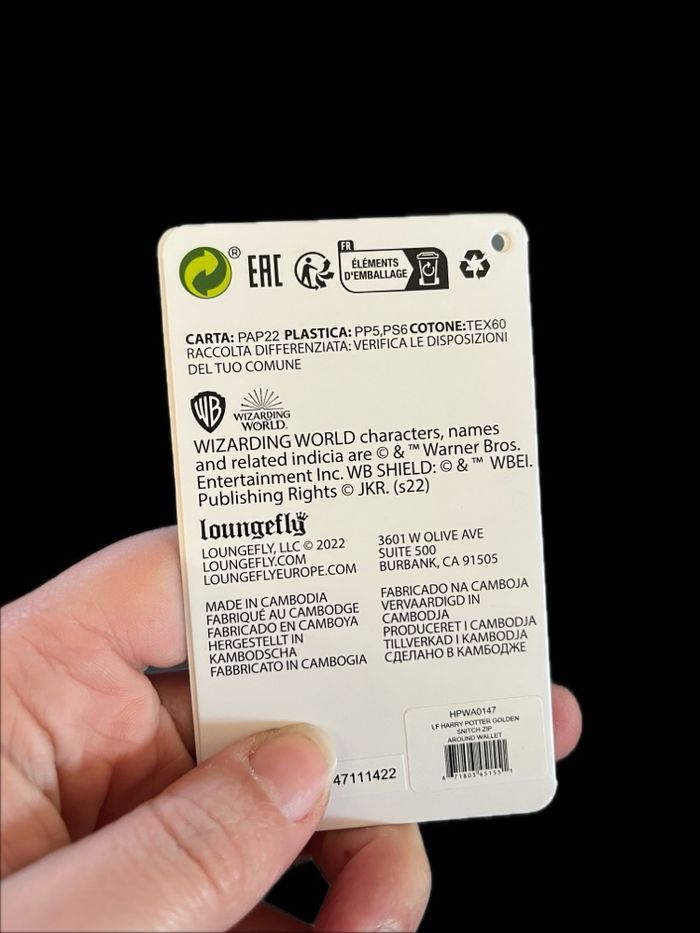 ®
EAC
FR
ÉLÉMENTS
D'EMBALLAGE
CARTA: PAP22 PLASTICA: PP5,PS6 COTONE:TEX60
RACCOLTA DIFFERENZIATA: VERIFICA LE DISPOSIZIONI
DEL TUO COMUNE
WB
WIZARDING
WORLD.
WIZARDING WORLD characters, names
and related indicia are © & ™ Warner Bros.
Entertainment Inc. WB SHIELD: © & ™ WBEI.
Publishing Rights © JKR. (s22)
loungefly
LOUNGEFLY, LLC © 2022
LOUNGEFLY.COM
LOUNGEFLYEUROPE.COM
3601 W OLIVE AVE
SUITE 500
BURBANK, CA 91505
MADE IN CAMBODIA
FABRIQUÉ AU CAMBODGE
FABRICADO EN CAMBOYA
HERGESTELLT IN
KAMBODSCHA
FABBRICATO IN CAMBOGIA
FABRICADO NA CAMBOJA
VERVAARDIGD IN
CAMBODJA
PRODUCERET I CAMBODJA
TILLVERKAD I KAMBODJA
СДЕЛАНО В КАМБОДЖЕ
47111422
HPWA0147
LF HARRY POTTER GOLDEN
SNITCH ZIP
AROUND WALLET